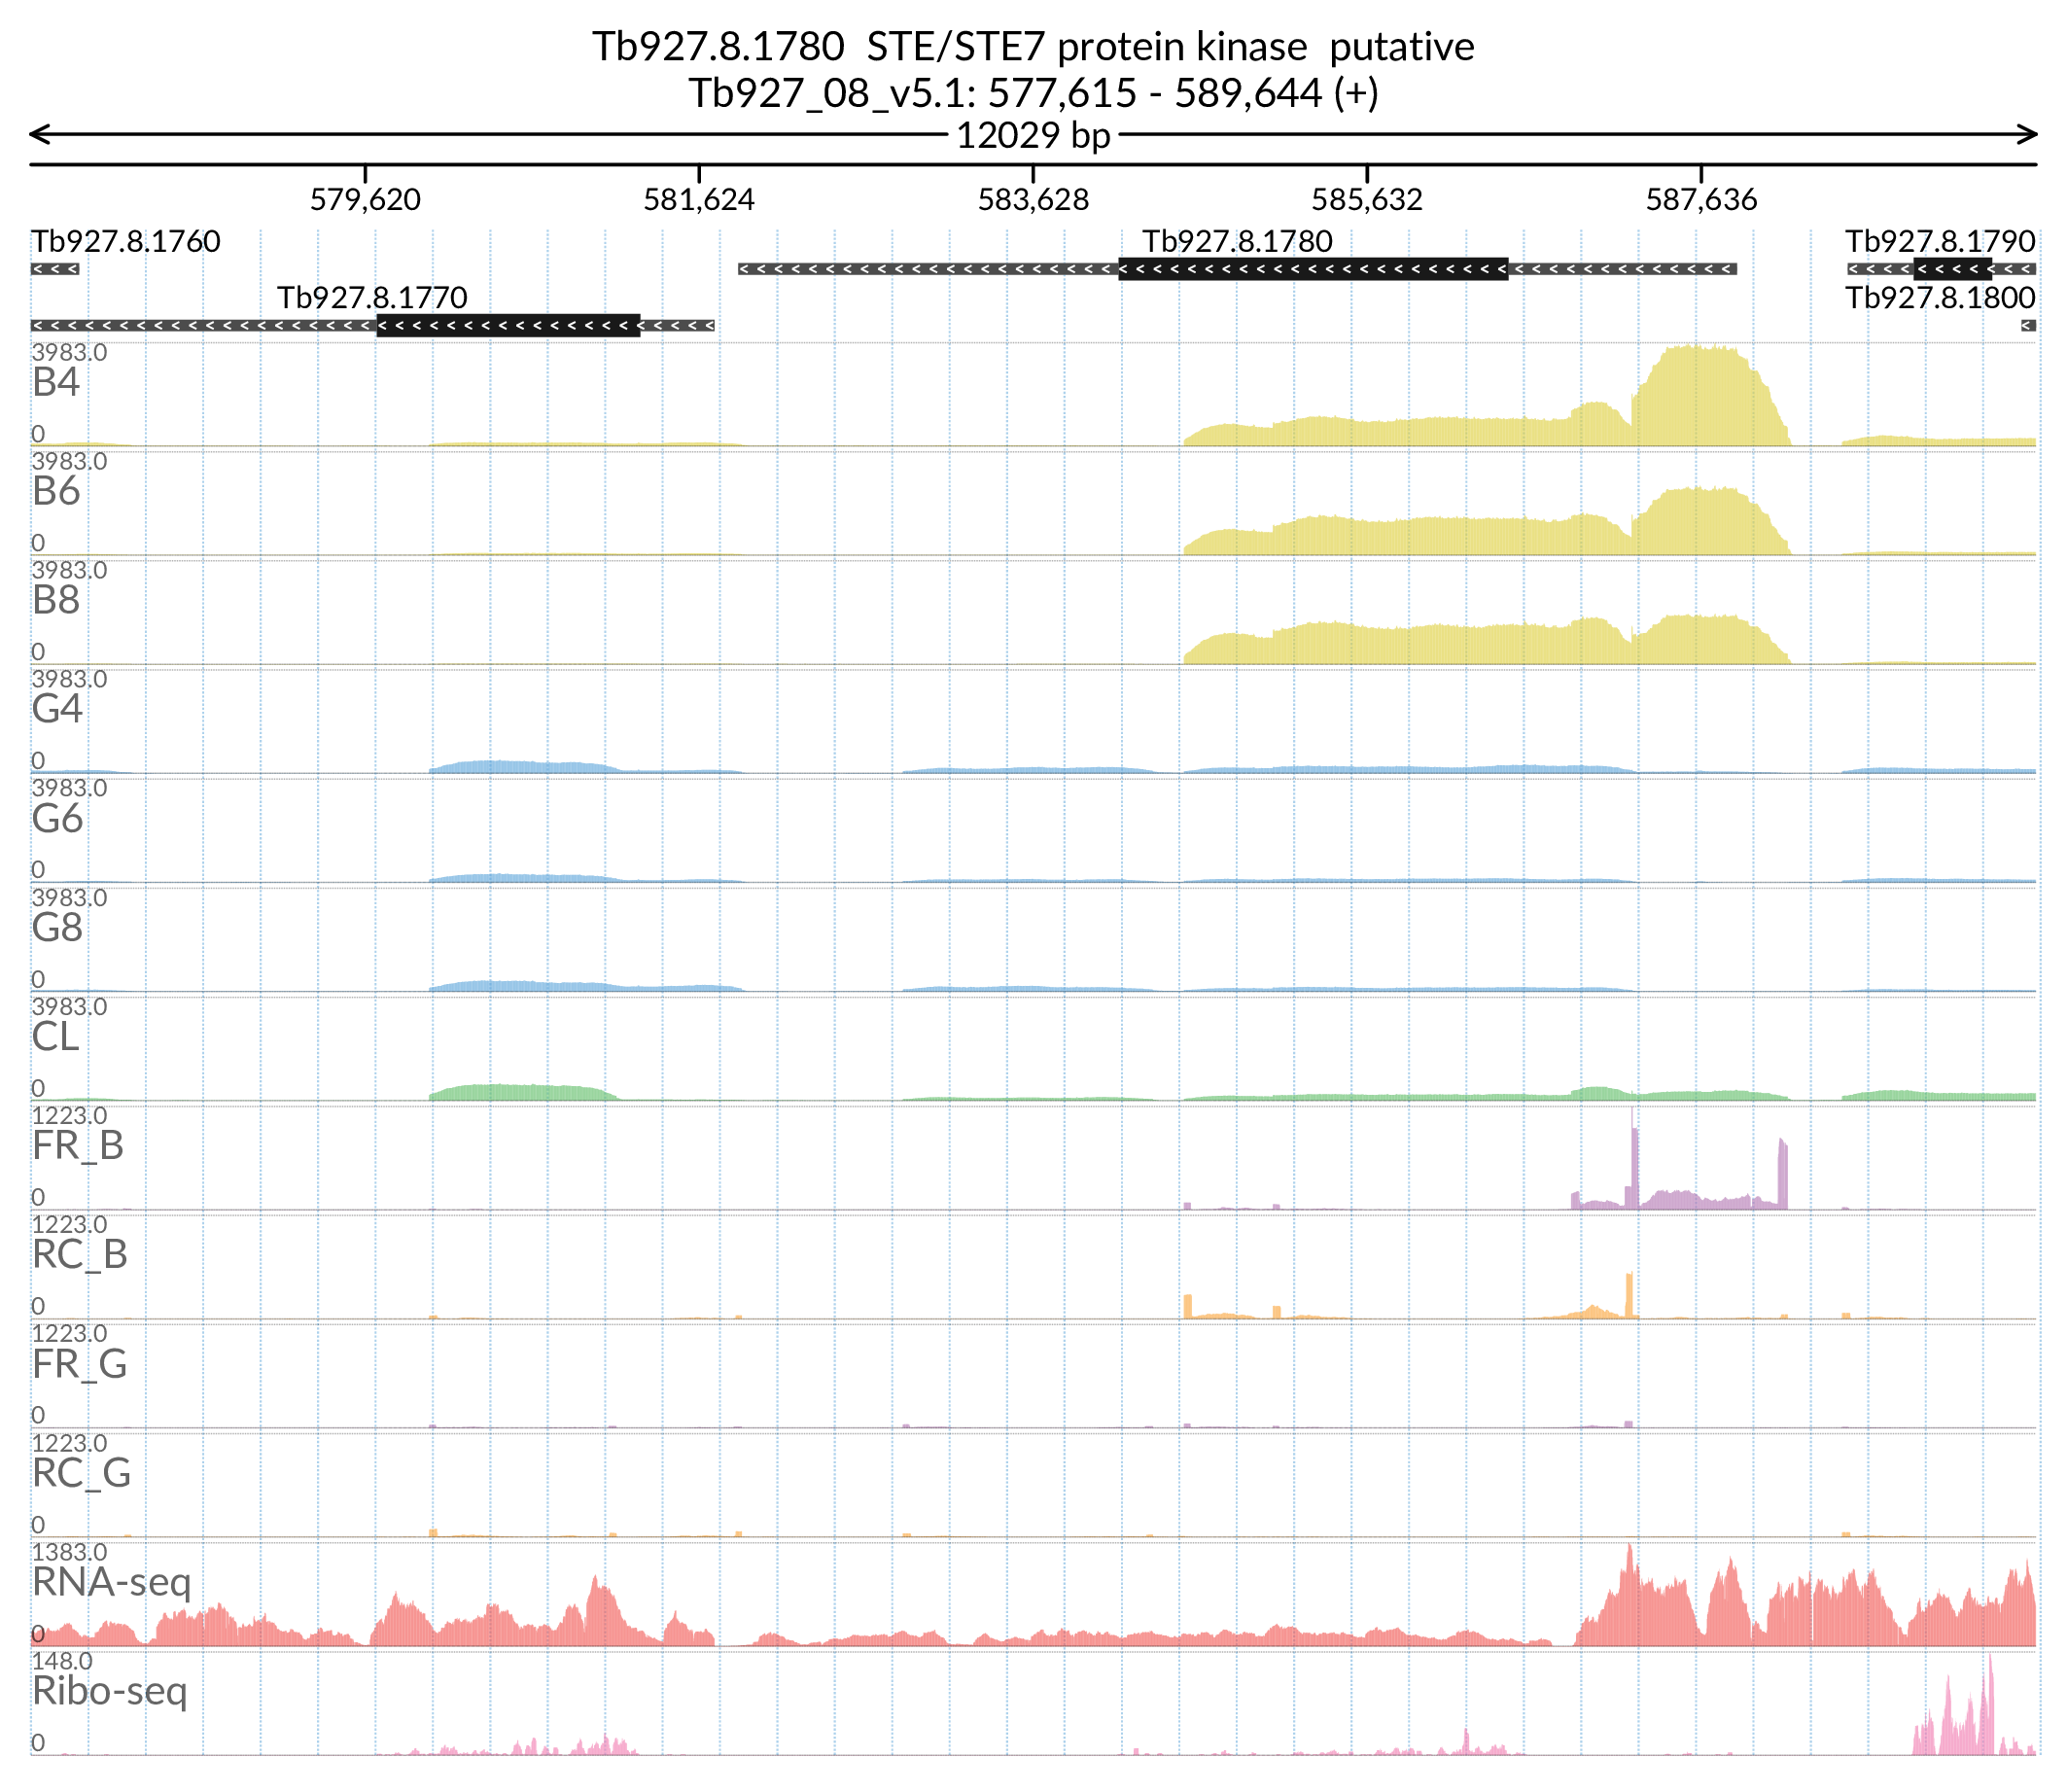 Tb927.8.1780  STE/STE7 protein kinase  putative
Tb927_08_v5.1: 577,615 - 589,644 (+)
12029 bp
579,620 581,624 583,628 585,632 587,636
Tb927.8.1760 Tb927.8.1780 Tb927.8.1790
Tb927.8.1770 Tb927.8.1800
3983.0
B4
0
3983.0
B6
0
3983.0
B8
0
3983.0
G4
0
3983.0
G6
0
3983.0
G8
0
3983.0
CL
0
1223.0
FR_B
0
1223.0
RC_B
0
1223.0
FR_G
0
1223.0
RC_G
0
1383.0
RNA-seq
0
148.0
Ribo-seq
0